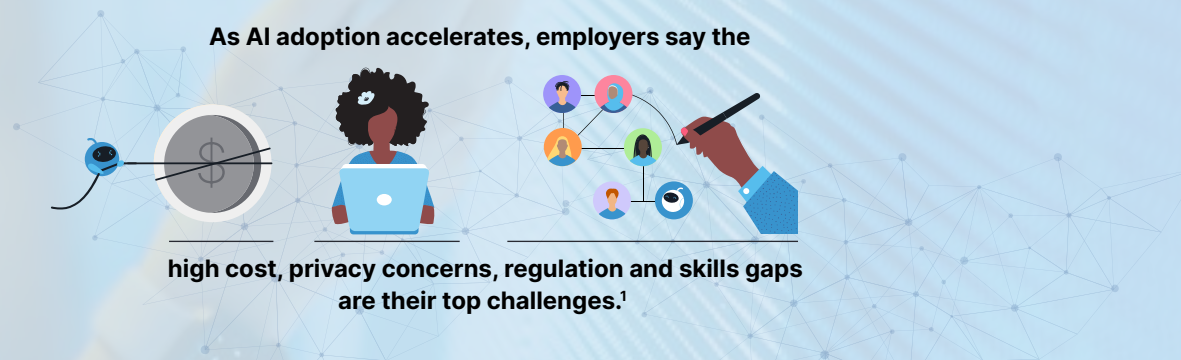 As AI adoption accelerates, employers say the
$
high cost, privacy concerns, regulation and skills gaps
are their top challenges.¹